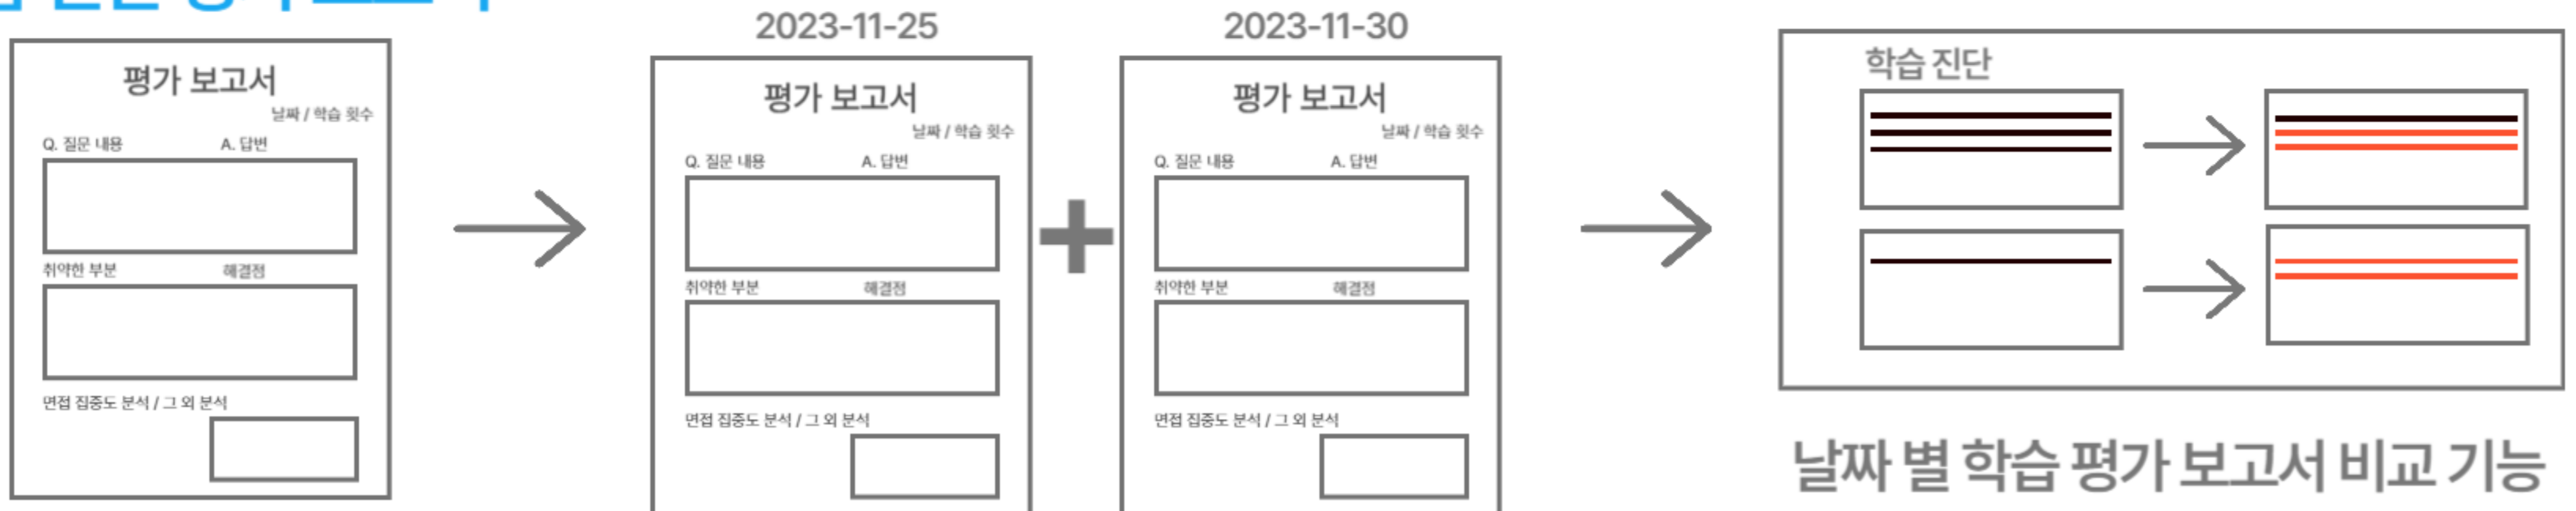 평가 보고서
날짜 / 학습 횟수
Q. 질문 내용 A. 답변
취약한 부분 해결점
면접 집중도 분석 / 그 외 분석
2023-11-25
평가 보고서
날짜 / 학습 횟수
Q. 질문 내용 A. 답변
취약한 부분 해결점
면접 집중도 분석 / 그 외 분석
2023-11-30
평가 보고서
날짜 / 학습 횟수
Q. 질문 내용 A. 답변
취약한 부분 해결점
면접 집중도 분석 / 그 외 분석
학습 진단
날짜 별 학습 평가 보고서 비교 기능